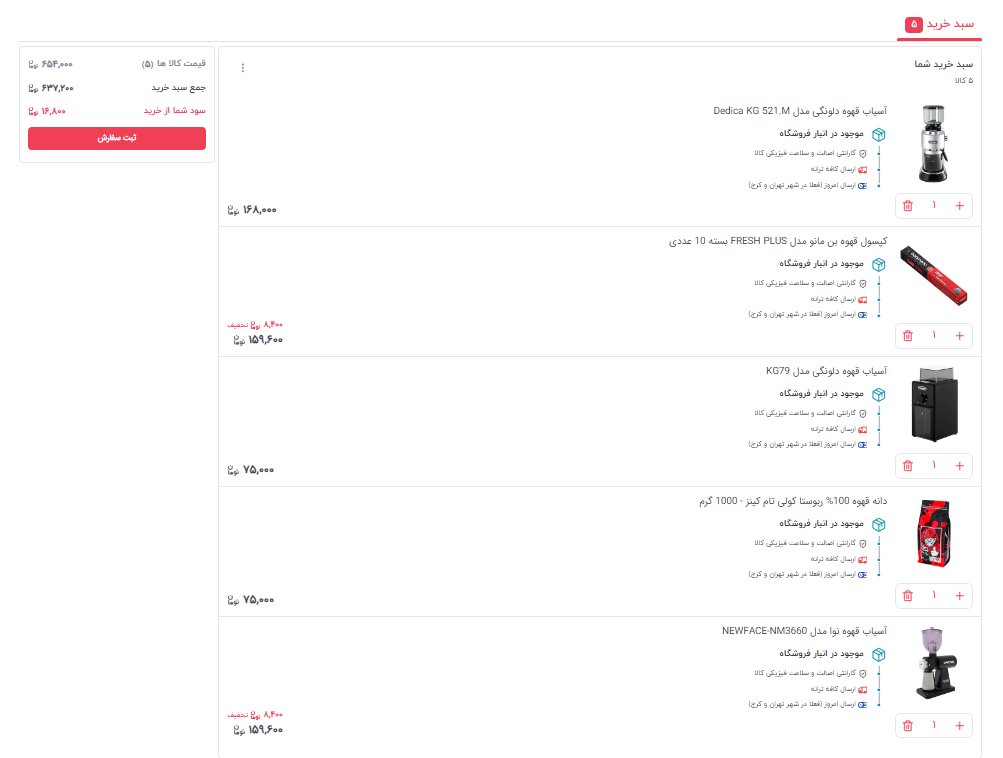 سبد خرید ۵
سبد خرید شما
۵ کالا
آسیاب قهوه دلونگی مدل Dedica KG 521.M
موجود در انبار فروشگاه
گارانتی اصالت و سلامت فیزیکی کالا
ارسال کافه ترانه
ارسال امروز (فعلا در شهر تهران و کرج)
۱
۱۶۸,۰۰۰ تومان
کپسول قهوه بن مانو مدل FRESH PLUS بسته 10 عددی
موجود در انبار فروشگاه
گارانتی اصالت و سلامت فیزیکی کالا
ارسال کافه ترانه
ارسال امروز (فعلا در شهر تهران و کرج)
۱
۸,۴۰۰ تومان تخفیف
۱۵۹,۶۰۰ تومان
آسیاب قهوه دلونگی مدل KG79
موجود در انبار فروشگاه
گارانتی اصالت و سلامت فیزیکی کالا
ارسال کافه ترانه
ارسال امروز (فعلا در شهر تهران و کرج)
۱
۷۵,۰۰۰ تومان
دانه قهوه 100% ربوستا کولی تام کینز - 1000 گرم
موجود در انبار فروشگاه
گارانتی اصالت و سلامت فیزیکی کالا
ارسال کافه ترانه
ارسال امروز (فعلا در شهر تهران و کرج)
۱
۷۵,۰۰۰ تومان
آسیاب قهوه نوا مدل NEWFACE-NM3660
موجود در انبار فروشگاه
گارانتی اصالت و سلامت فیزیکی کالا
ارسال کافه ترانه
ارسال امروز (فعلا در شهر تهران و کرج)
۱
۸,۴۰۰ تومان تخفیف
۱۵۹,۶۰۰ تومان
قیمت کالا ها (۵) ۶۵۴,۰۰۰ تومان
جمع سبد خرید ۶۳۷,۲۰۰ تومان
سود شما از خرید ۱۶,۸۰۰ تومان
ثبت سفارش